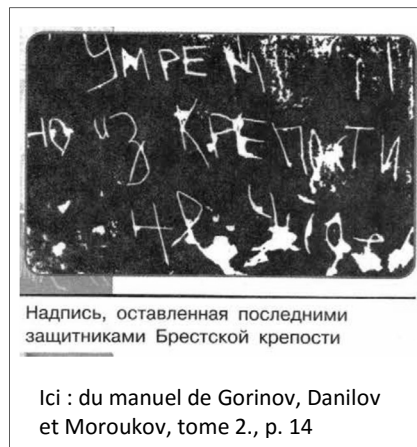 УМРЕМ
но из КРЕПОСТИ
не
Надпись, оставленная последними
защитниками Брестской крепости
Ici : du manuel de Gorinov, Danilov
et Moroukov, tome 2., p. 14